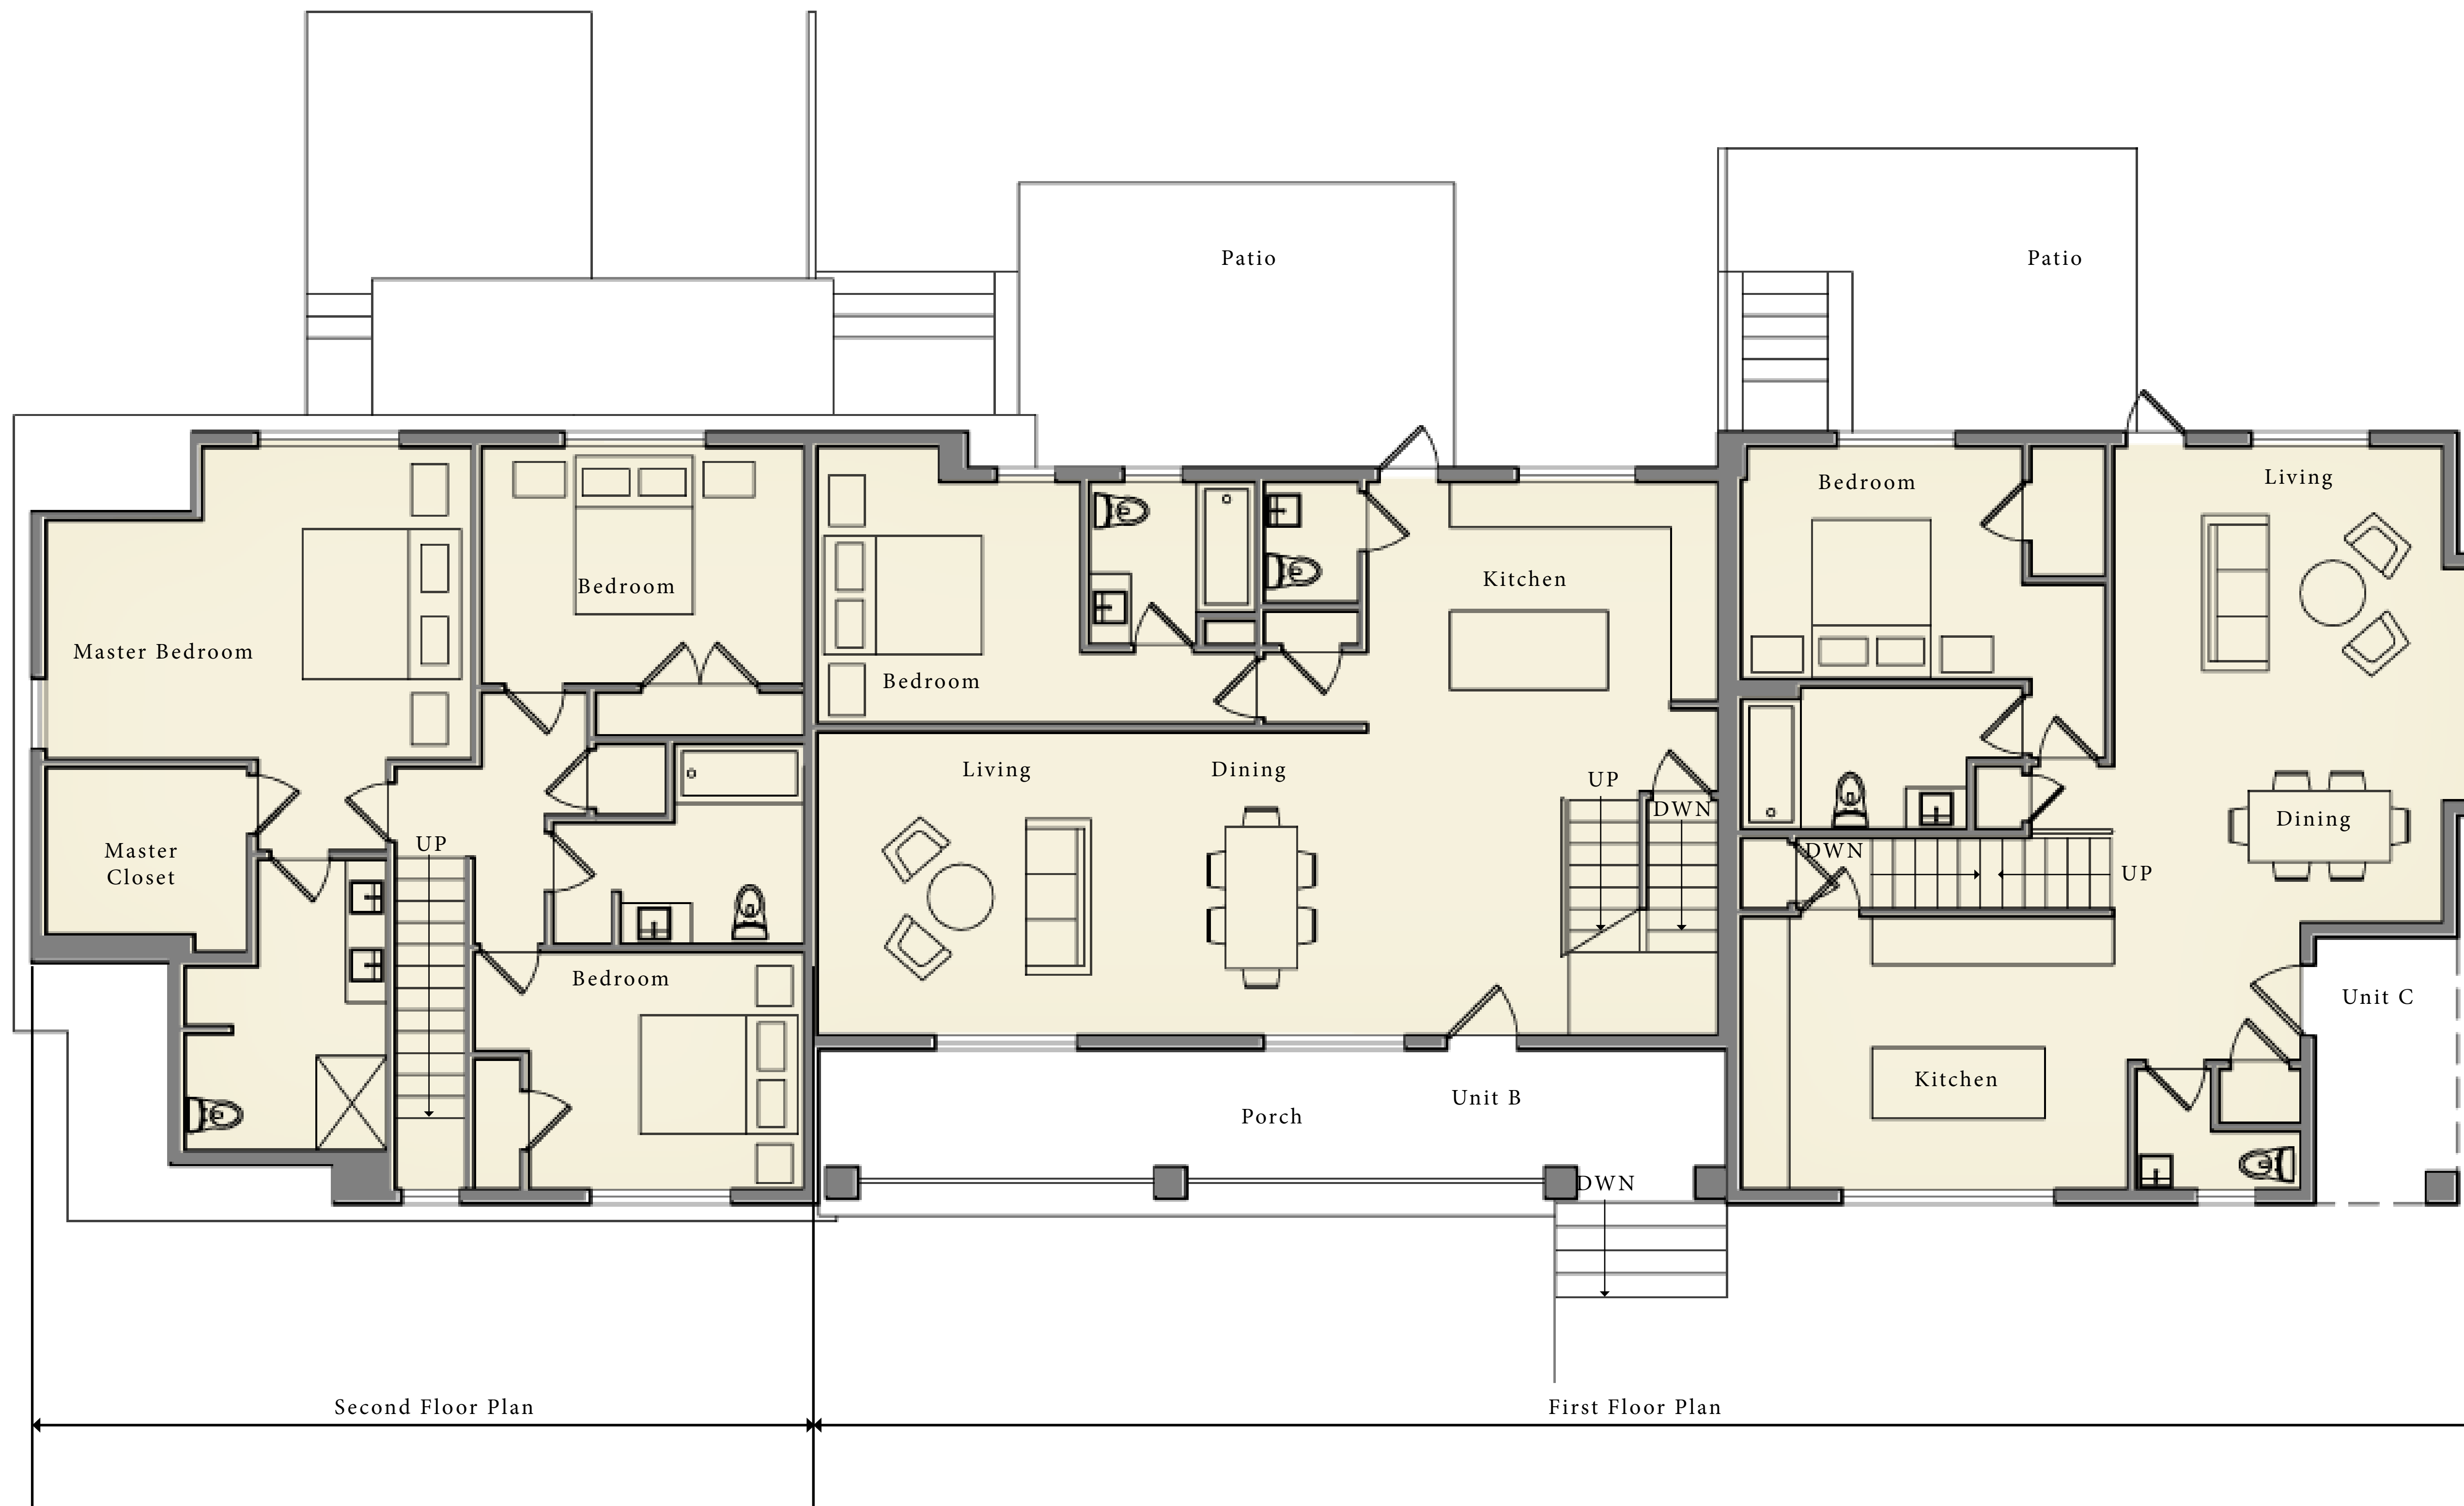 Patio
Patio
Living
Bedroom
Kitchen
Bedroom
Master Bedroom
Bedroom
Living
Dining
UP
DWN
Dining
UP
Master
Closet
DWN
UP
Bedroom
Unit C
Kitchen
Unit B
Porch
DWN
Second Floor Plan
First Floor Plan